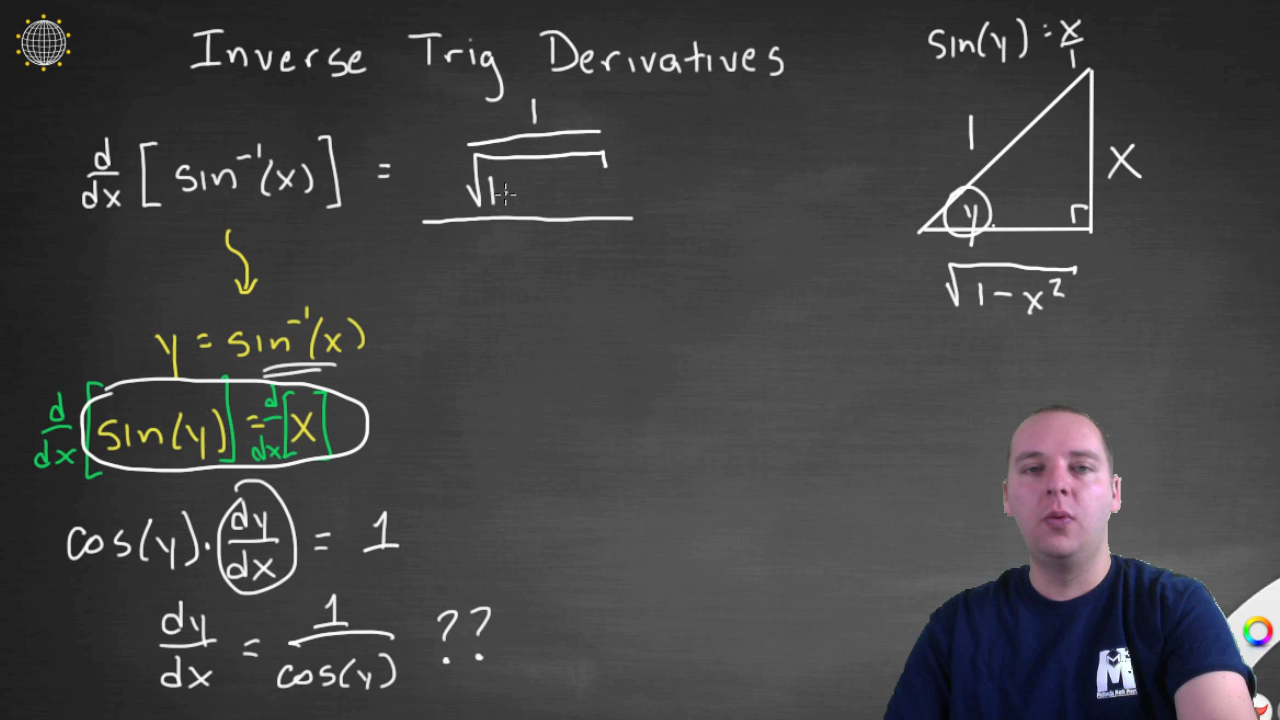 Inverse Trig Derivatives
d/dx [ sin⁻¹(x) ] = 1 / √1
y = sin⁻¹(x)
d/dx [ sin(y) ] = d/dx [ x ]
cos(y) · dy/dx = 1
dy/dx = 1/cos(y) ??
sin(y) = x/1
1
x
y
√1 - x²
M